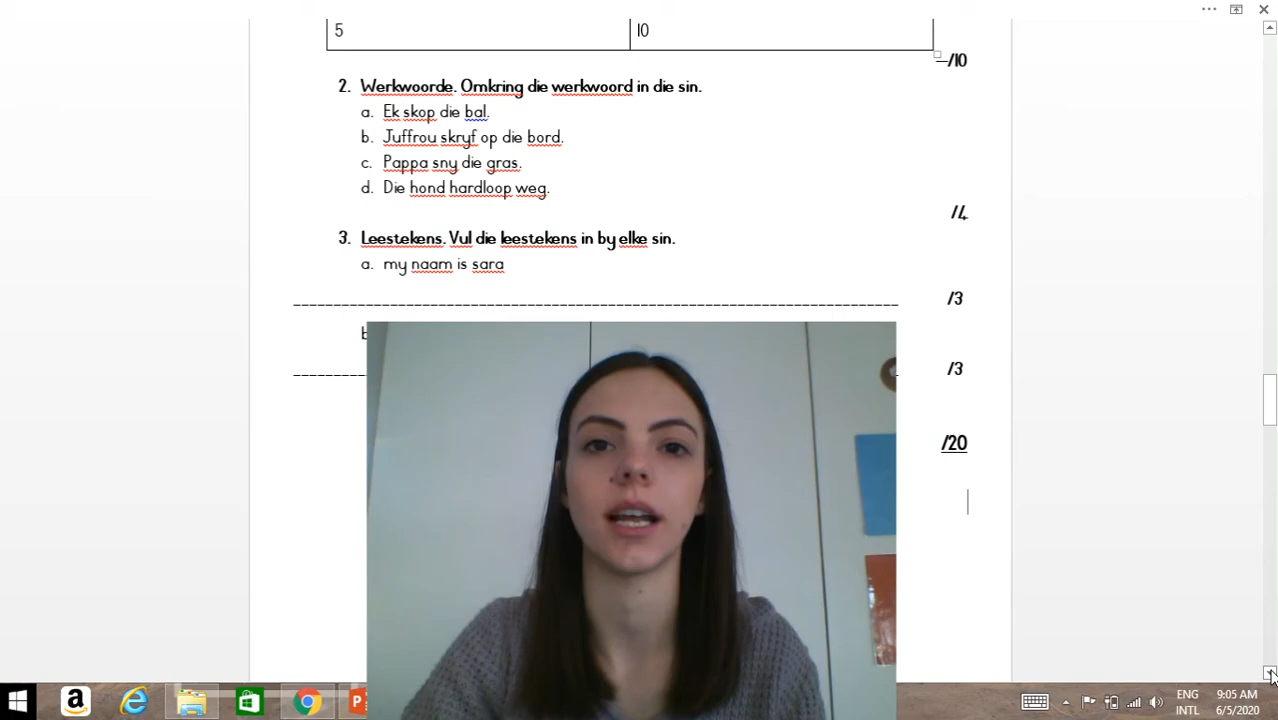 5 10
_/10
2. Werkwoorde. Omkring die werkwoord in die sin.
a. Ek skop die bal.
b. Juffrou skryf op die bord.
c. Pappa sny die gras.
d. Die hond hardloop weg.
/4
3. Leestekens. Vul die leestekens in by elke sin.
a. my naam is sara
/3
/3
/20
ENG 9:05 AM
INTL 6/5/2020